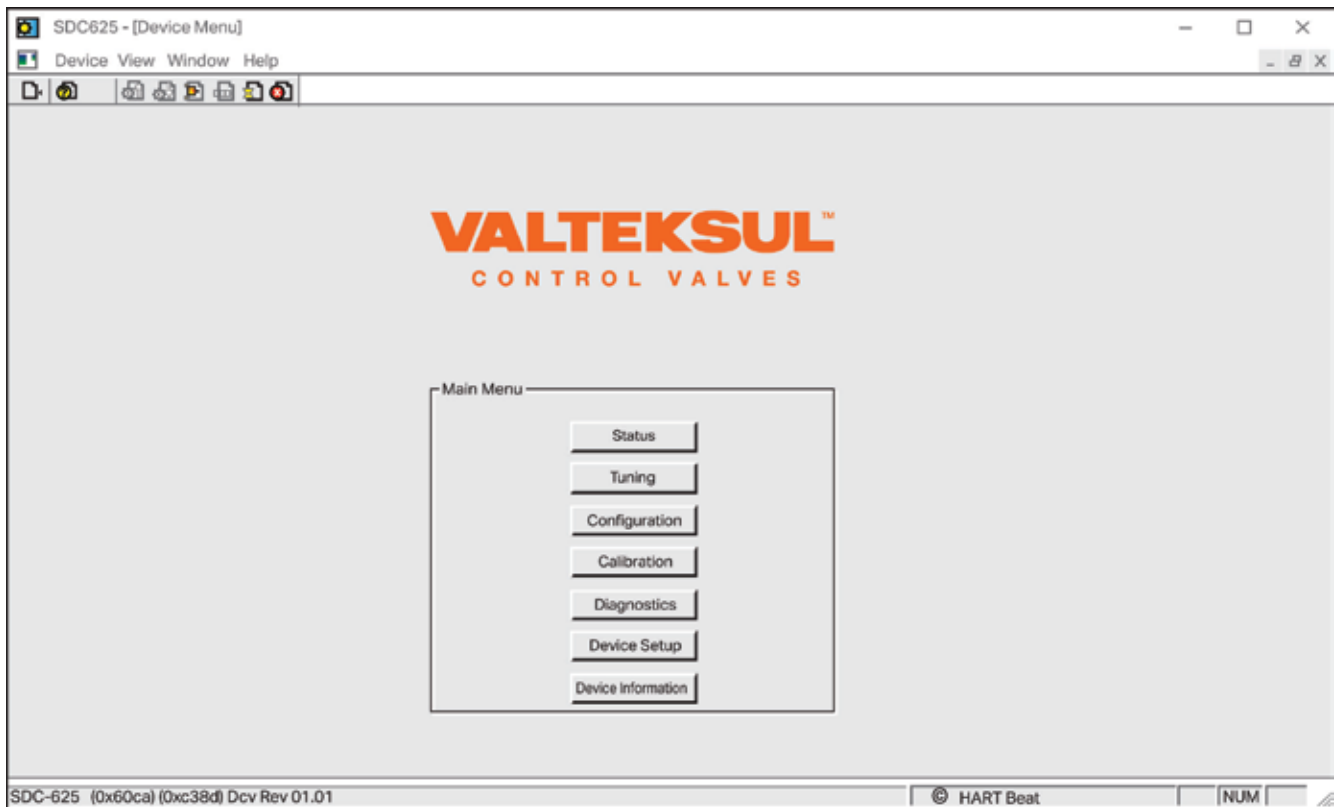 SDC625 - [Device Menu]
Device View Window Help
VALTEKSUL™
CONTROL VALVES
Main Menu
Status
Tuning
Configuration
Calibration
Diagnostics
Device Setup
Device Information
SDC-625 (0x60ca) (0xc38d) Dcv Rev 01.01
© HART Beat
NUM